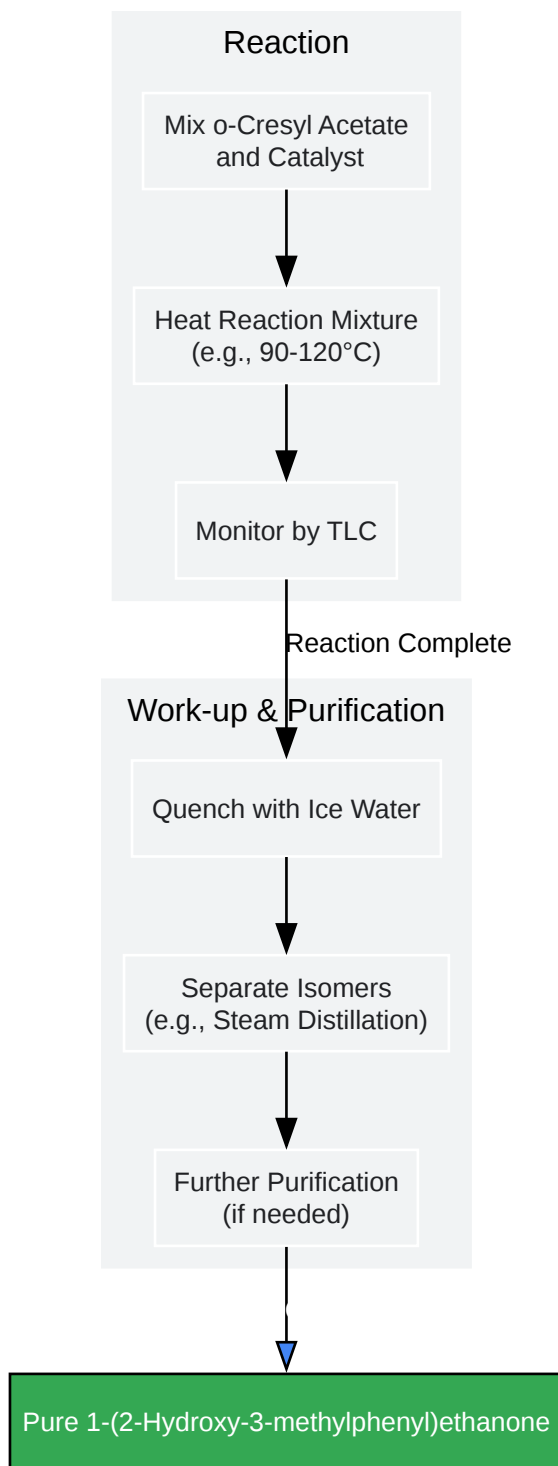 Reaction
Mix o-Cresyl Acetate
and Catalyst
Heat Reaction Mixture
(e.g., 90-120°C)
Monitor by TLC
Reaction Complete
Work-up & Purification
Quench with Ice Water
Separate Isomers
(e.g., Steam Distillation)
Further Purification
(if needed)
Pure 1-(2-Hydroxy-3-methylphenyl)ethanone